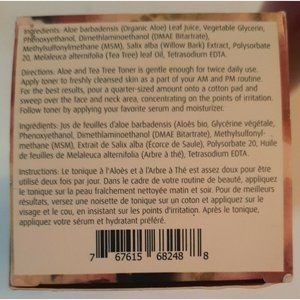 Ingredients: Aloe barbadensis (Organic Aloe) Leaf Juice, Vegetable Glycerin,
Phenoxyethanol, Dimethlaminoethanol (DMAE Bitartrate),
Methylsulfonylmethane (MSM), Salix alba (Willow Bark) Extract, Polysorbate
20, Melaleuca alternifolia (Tea Tree) leaf Oil, Tetrasodium EDTA.
Directions: Aloe and Tea Tree Toner is gentle enough for twice daily use.
Apply toner to freshly cleansed skin as a part of your AM and PM routine.
For the best results, pour a quarter-sized amount onto a cotton pad and
sweep over the face and neck area, concentrating on the points of irritation.
Follow toner by applying your favorite serum and moisturizer.
Ingredients: Jus de feuilles d'aloe barbadensis (Aloès bio, Glycérine végétale,
Phenoxyethanol, Dimethlaminoethanol (DMAE Bitartrate), Methylsulfonyl-
methane (MSM), Extrait de Salix alba (Écorce de Saule), Polysorbate 20, Huile
de feuilles de Melaleuca alternifolia (Arbre à thé), Tetrasodium EDTA.
Instructions: Le tonique à l'Aloès et à l'Arbre à Thé est assez doux pour être
utilisé deux fois par jour. Dans le cadre de votre routine de beauté, appliquez
le tonique sur la peau fraîchement nettoyée matin et soir. Pour de meilleurs
résultats, versez une noisette de tonique sur un coton et appliquez sur le
visage et le cou, en insistant sur les points d'irritation. Après le tonique,
appliquez votre sérum et hydratant préféré.
7 67615 68248 8